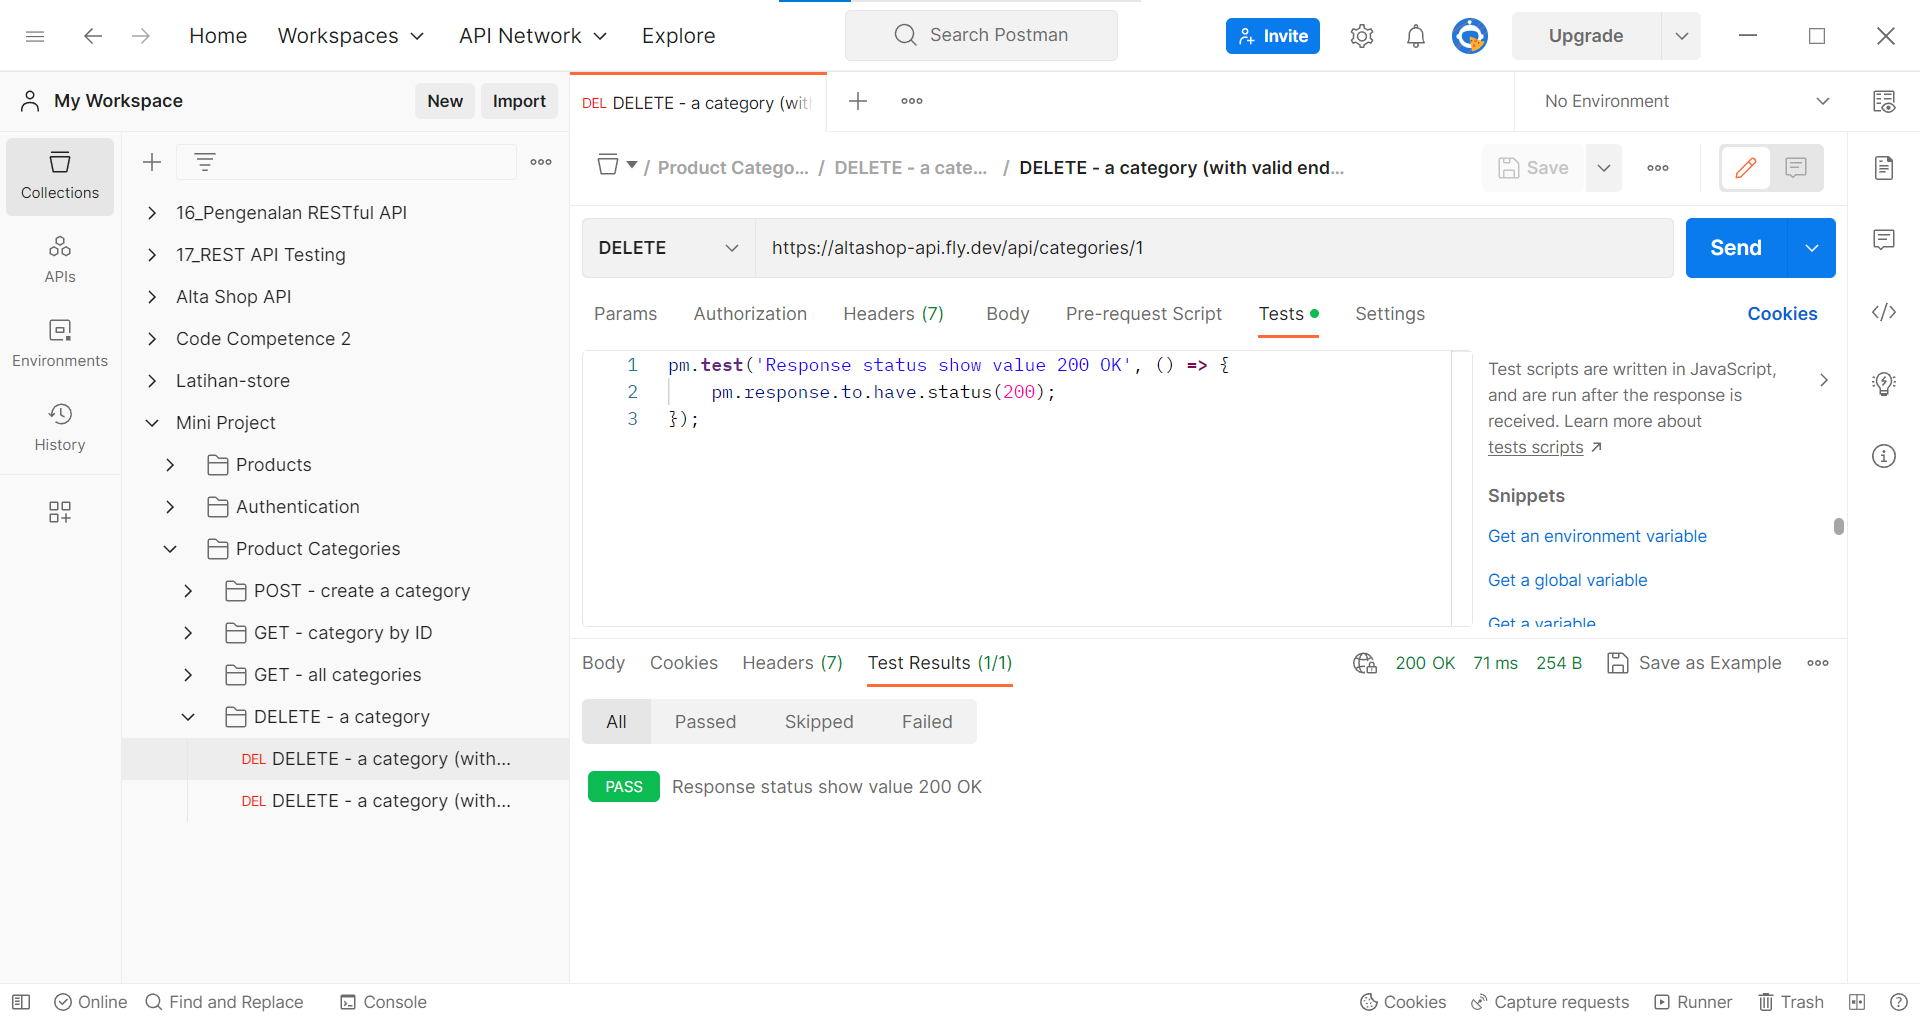 Home Workspaces API Network Explore Search Postman Invite Upgrade
My Workspace New Import
DEL DELETE - a category (wit
No Environment
Collections
APIs
Environments
History
16_Pengenalan RESTful API
17_REST API Testing
Alta Shop API
Code Competence 2
Latihan-store
Mini Project
Products
Authentication
Product Categories
POST - create a category
GET - category by ID
GET - all categories
DELETE - a category
DEL DELETE - a category (with...
DEL DELETE - a category (with...
/ Product Catego... / DELETE - a cate... / DELETE - a category (with valid end...
Save
DELETE https://altashop-api.fly.dev/api/categories/1 Send
Params Authorization Headers (7) Body Pre-request Script Tests Settings Cookies
1 pm.test('Response status show value 200 OK', () => {
2 pm.response.to.have.status(200);
3 });
Test scripts are written in JavaScript,
and are run after the response is
received. Learn more about
tests scripts ↗
Snippets
Get an environment variable
Get a global variable
Get a variable
Body Cookies Headers (7) Test Results (1/1) 200 OK 71 ms 254 B Save as Example
All Passed Skipped Failed
PASS Response status show value 200 OK
Online Find and Replace Console Cookies Capture requests Runner Trash